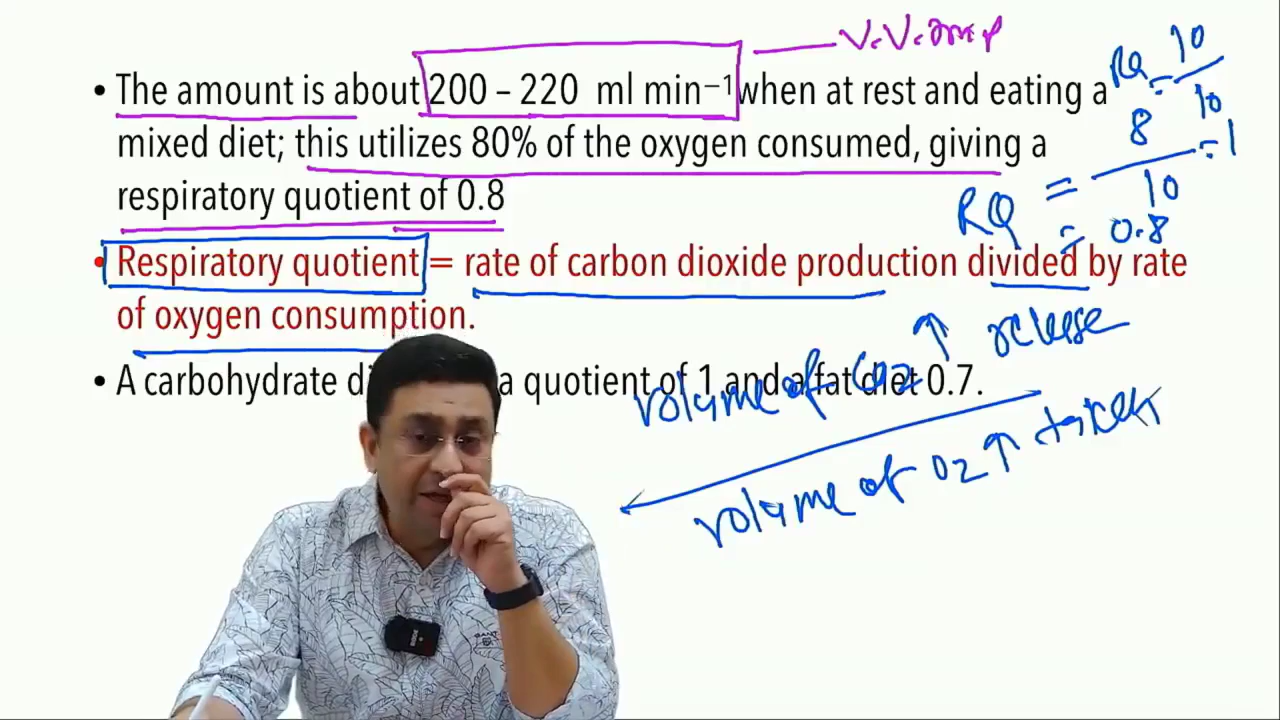 V.V. Imp
• The amount is about 200 – 220 ml min⁻¹ when at rest and eating a
mixed diet; this utilizes 80% of the oxygen consumed, giving a
respiratory quotient of 0.8
RQ = 10
10
= 1
RQ = 8
10
= 0.8
• Respiratory quotient = rate of carbon dioxide production divided by rate
of oxygen consumption.
• A carbohydrate di a quotient of 1 and a fat diet 0.7.
volume of CO2 ↑ release
volume of O2 ↑ taken